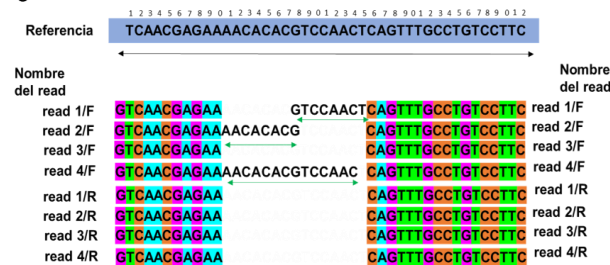 1 2 3 4 5 6 7 8 9 0 1 2 3 4 5 6 7 8 9 0 1 2 3 4 5 6 7 8 9 0 1 2 3 4 5 6 7 8 9 0 1 2
Referencia TCAACGAGAAAACACACGTCCAACTCAGTTTGCCTGTCCTTC
Nombre del read
Nombre del read
read 1/F GTCAACGAGAA GTCCAACTCAGTTTGCCTGTCCTTC read 1/F
read 2/F GTCAACGAGAAAACACACG CAGTTTGCCTGTCCTTC read 2/F
read 3/F GTCAACGAGAA CAGTTTGCCTGTCCTTC read 3/F
read 4/F GTCAACGAGAAAACACACGTCCAAC CAGTTTGCCTGTCCTTC read 4/F
read 1/R GTCAACGAGAA CAGTTTGCCTGTCCTTC read 1/R
read 2/R GTCAACGAGAA CAGTTTGCCTGTCCTTC read 2/R
read 3/R GTCAACGAGAA CAGTTTGCCTGTCCTTC read 3/R
read 4/R GTCAACGAGAA CAGTTTGCCTGTCCTTC read 4/R